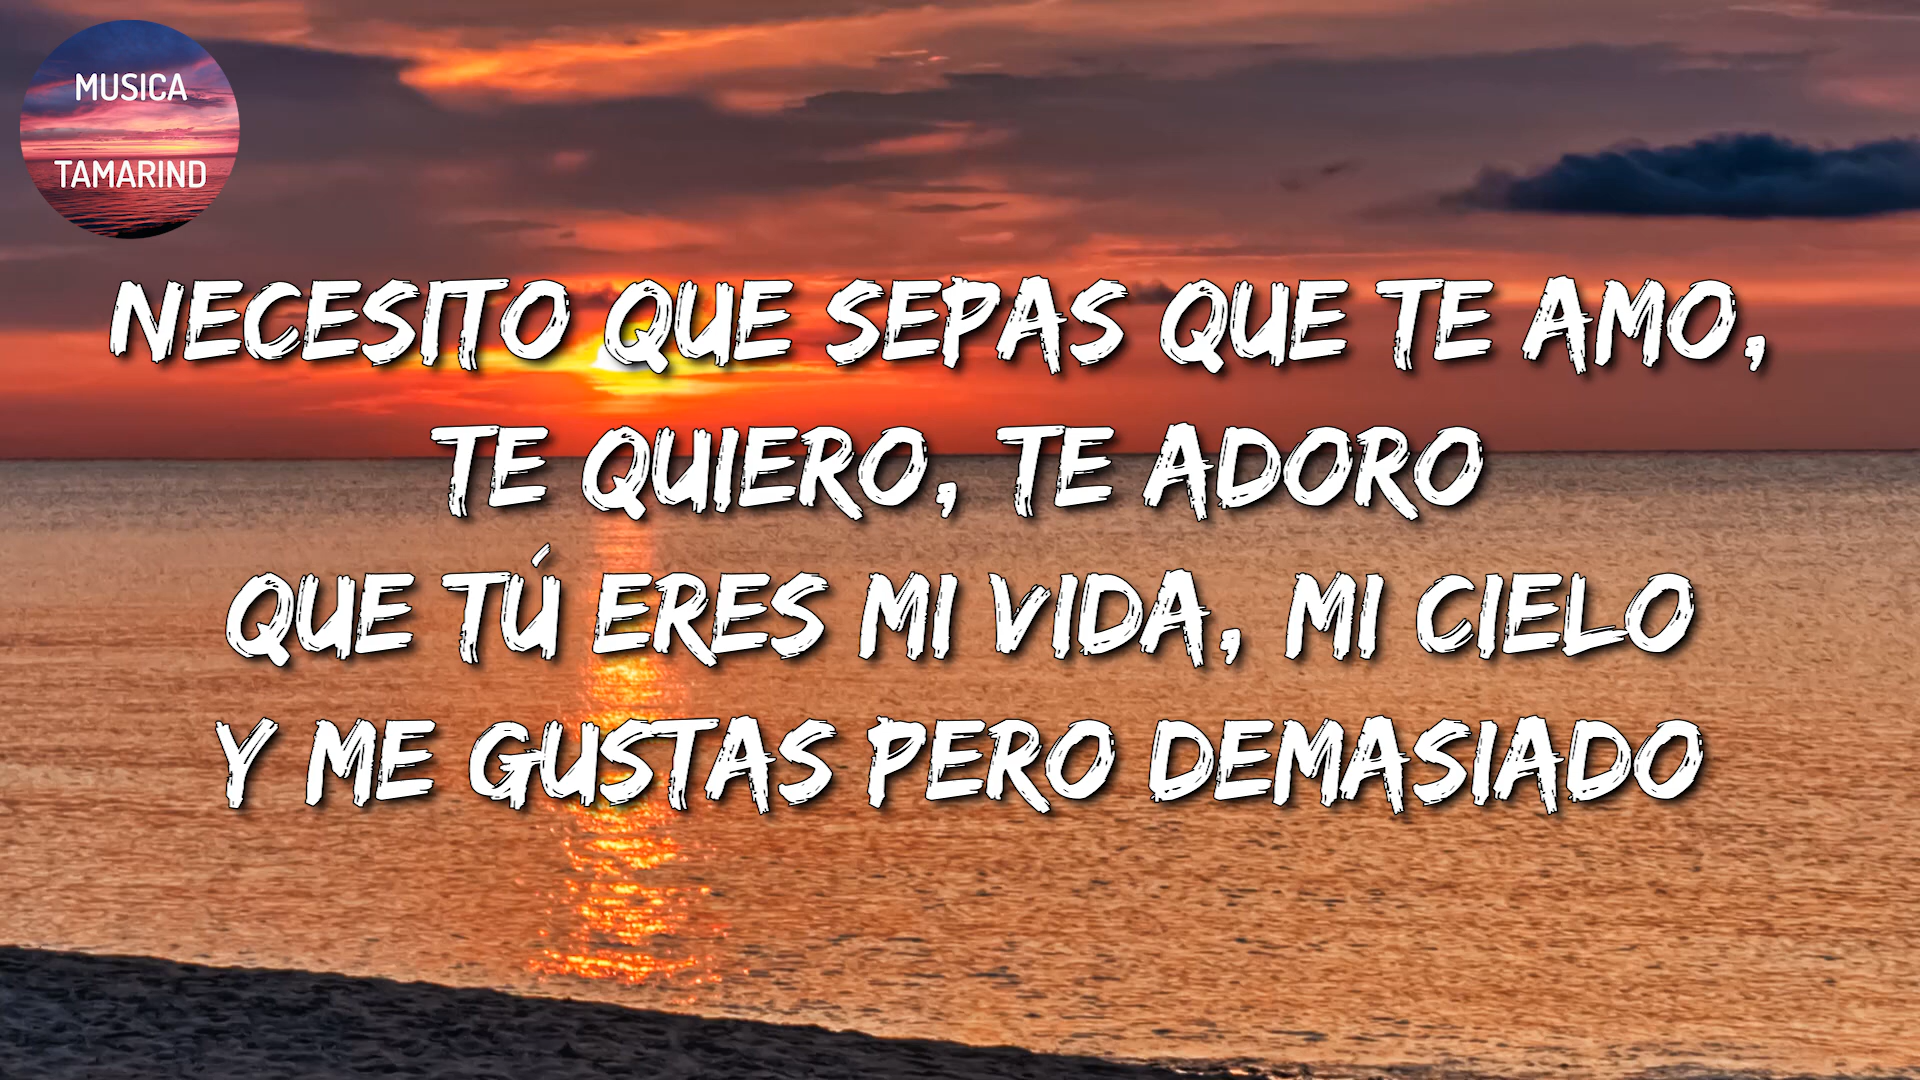 MUSICA
TAMARIND
NECESITO QUE SEPAS QUE TE AMO,
TE QUIERO, TE ADORO
QUE TÚ ERES MI VIDA, MI CIELO
Y ME GUSTAS PERO DEMASIADO